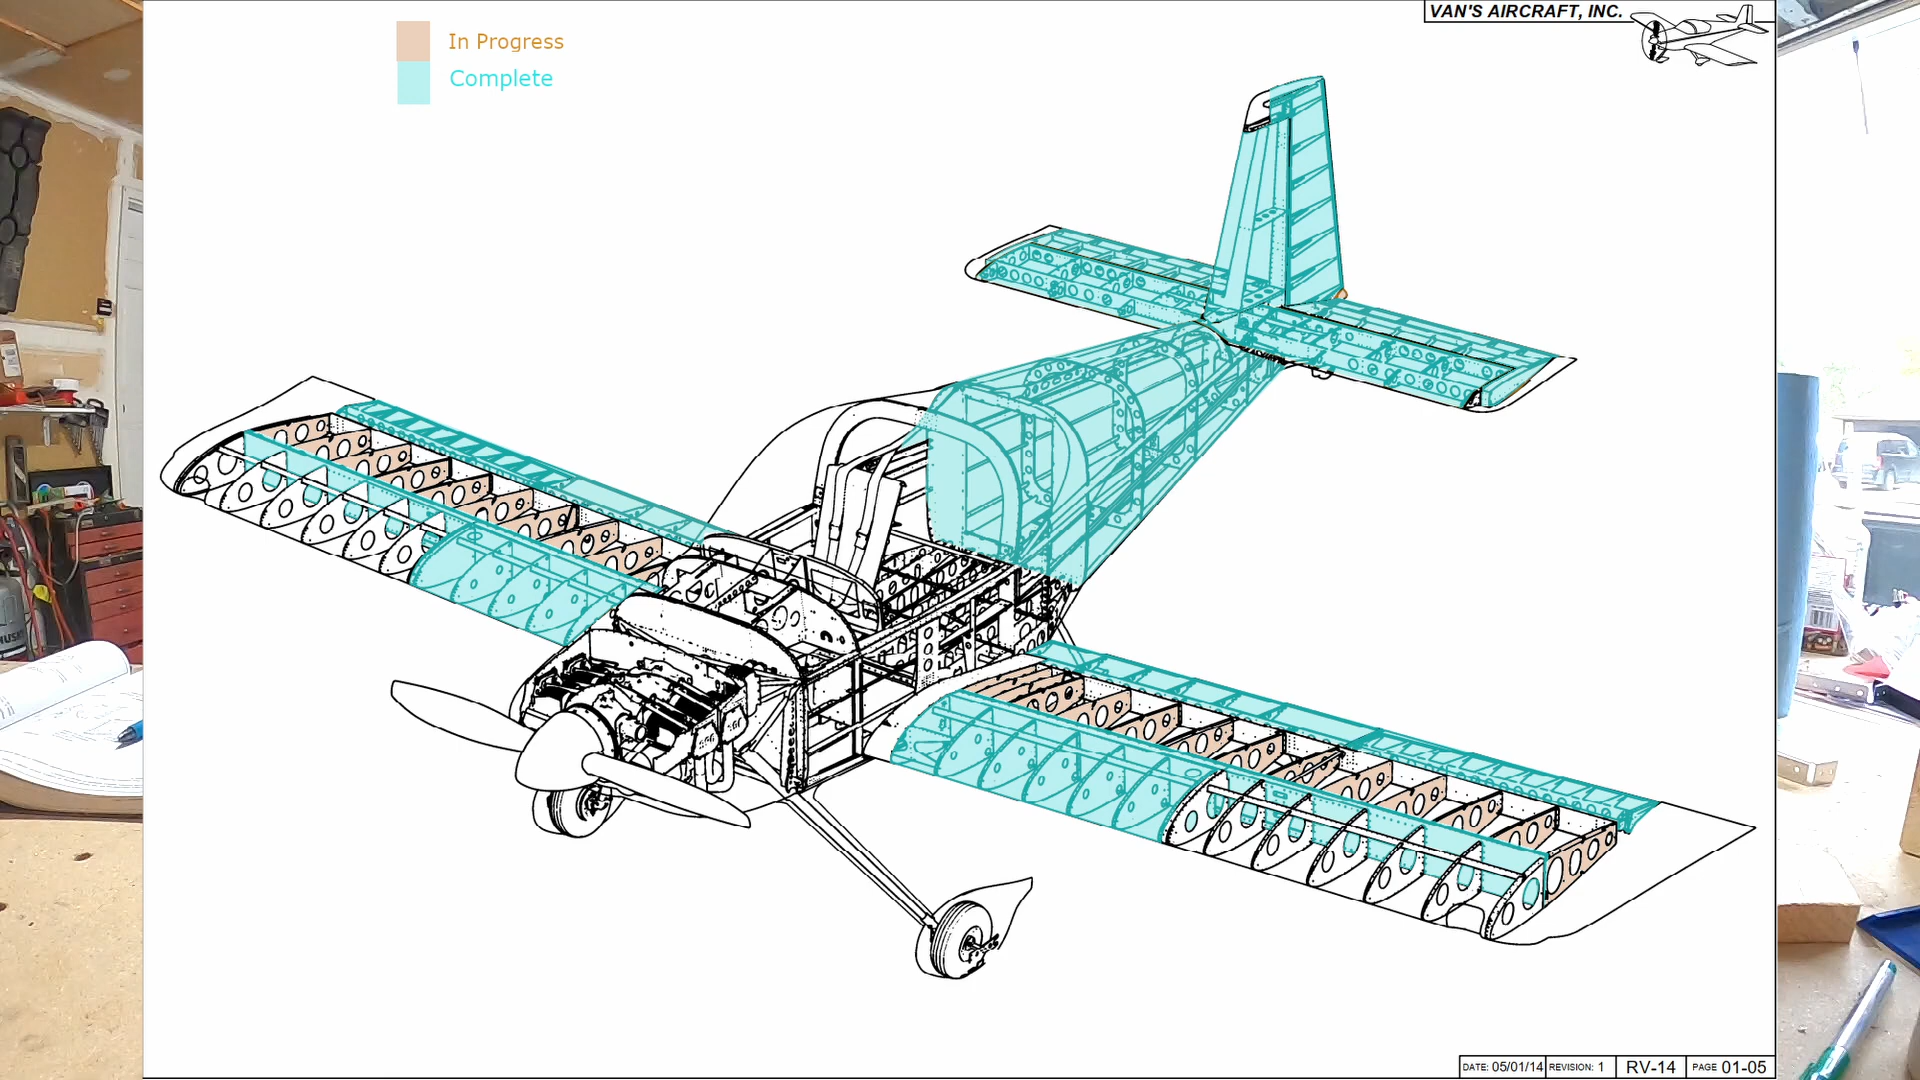 VAN'S AIRCRAFT, INC.
In Progress
Complete
DATE: 05/01/14 REVISION: 1 RV-14 PAGE 01-05